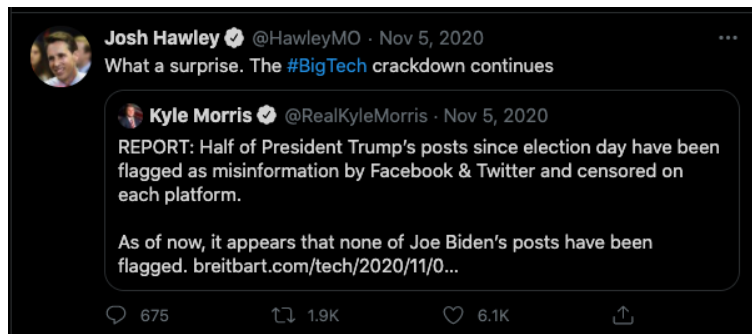 Josh Hawley @HawleyMO · Nov 5, 2020
What a surprise. The #BigTech crackdown continues
Kyle Morris @RealKyleMorris · Nov 5, 2020
REPORT: Half of President Trump’s posts since election day have been
flagged as misinformation by Facebook & Twitter and censored on
each platform.
As of now, it appears that none of Joe Biden’s posts have been
flagged. breitbart.com/tech/2020/11/0...
675 1.9K 6.1K